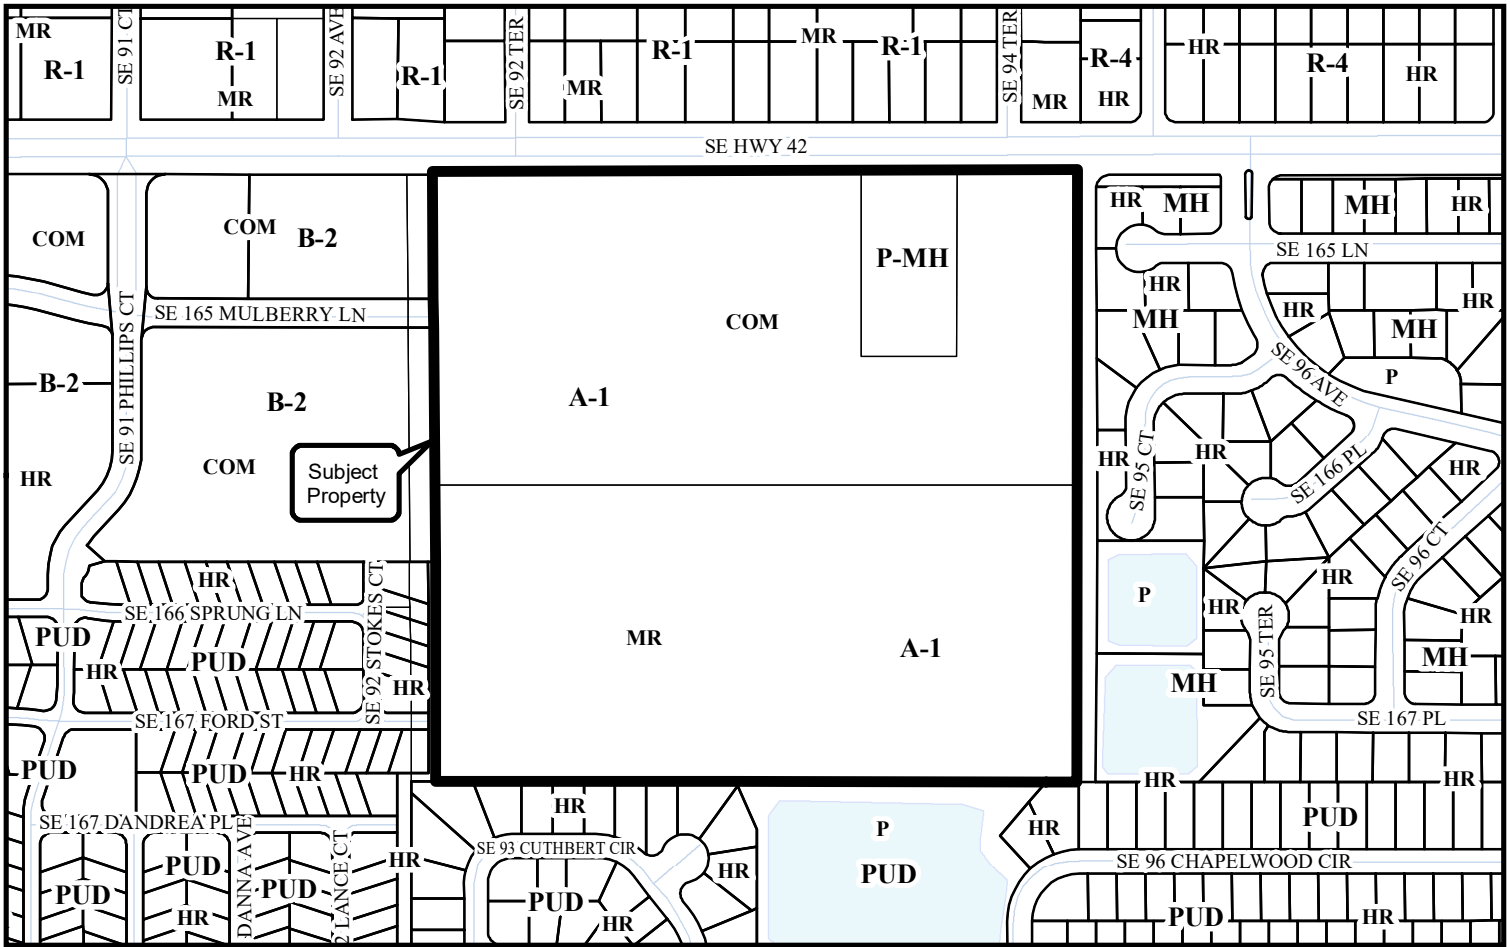 MR
R-1
SE 91 CT
R-1
MR
SE 92 AVE
R-1
SE 92 TER
MR
R-1
MR
R-1
SE 94 TER
MR
R-4
HR
HR
R-4
HR
SE HWY 42
COM
COM
B-2
SE 165 MULBERRY LN
SE 91 PHILLIPS CT
B-2
B-2
HR
COM
Subject
Property
P-MH
COM
A-1
MR
A-1
HR
MH
MH
HR
SE 165 LN
HR
MH
HR
HR
MH
SE 96 AVE
P
HR
SE 95 CT
HR
SE 166 PL
HR
SE 96 CT
P
HR
HR
HR
SE 95 TER
MH
MH
SE 167 PL
HR
SE 166 SPRUNG LN
SE 92 STOKES CT
PUD
HR
PUD
HR
SE 167 FORD ST
PUD
PUD
HR
SE 167 DANDREA PL
DANNA AVE
2 LANCE CT
PUD
PUD
HR
PUD
HR
HR
SE 93 CUTHBERT CIR
HR
PUD
HR
P
PUD
HR
HR
HR
PUD
SE 96 CHAPELWOOD CIR
PUD
HR